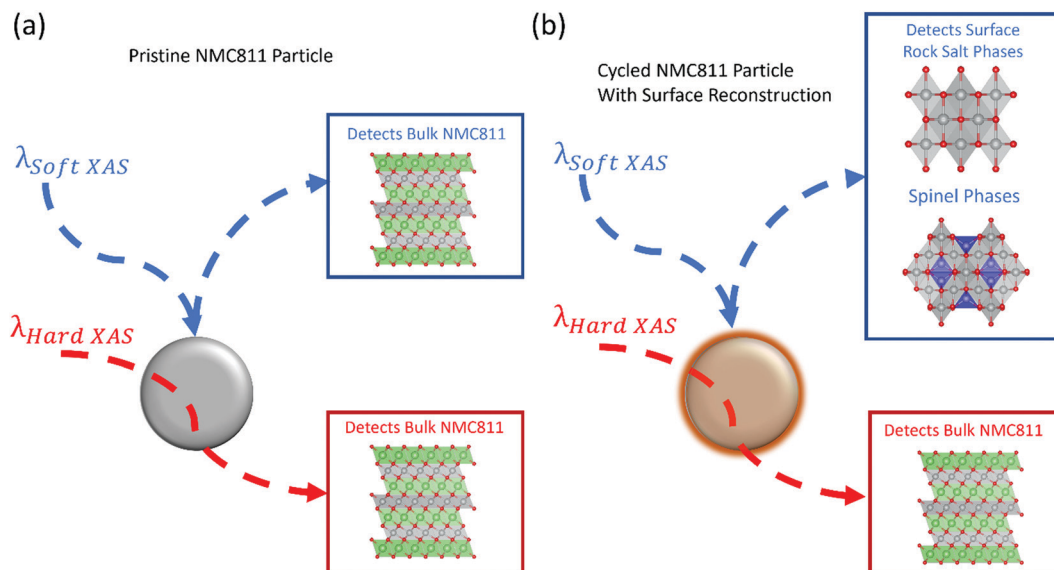 (a)
Pristine NMC811 Particle
λSoft XAS
λHard XAS
Detects Bulk NMC811
Detects Bulk NMC811
(b)
Cycled NMC811 Particle
With Surface Reconstruction
λSoft XAS
λHard XAS
Detects Surface
Rock Salt Phases
Spinel Phases
Detects Bulk NMC811